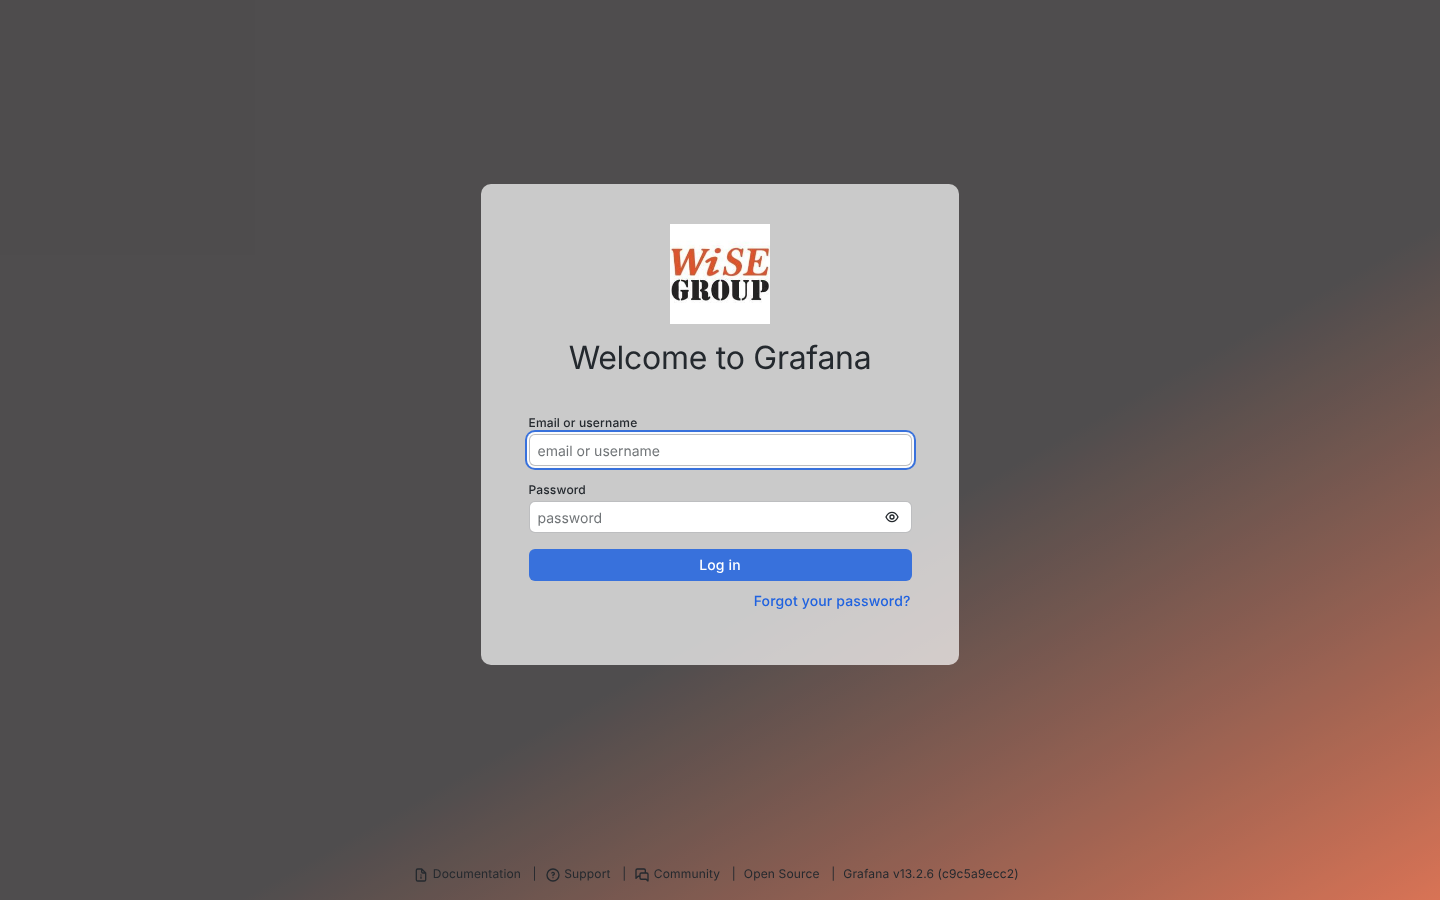 WiSE
GROUP
Welcome to Grafana
Email or username
email or username
Password
password
Log in
Forgot your password?
Documentation | Support | Community | Open Source | Grafana v13.2.6 (c9c5a9ecc2)